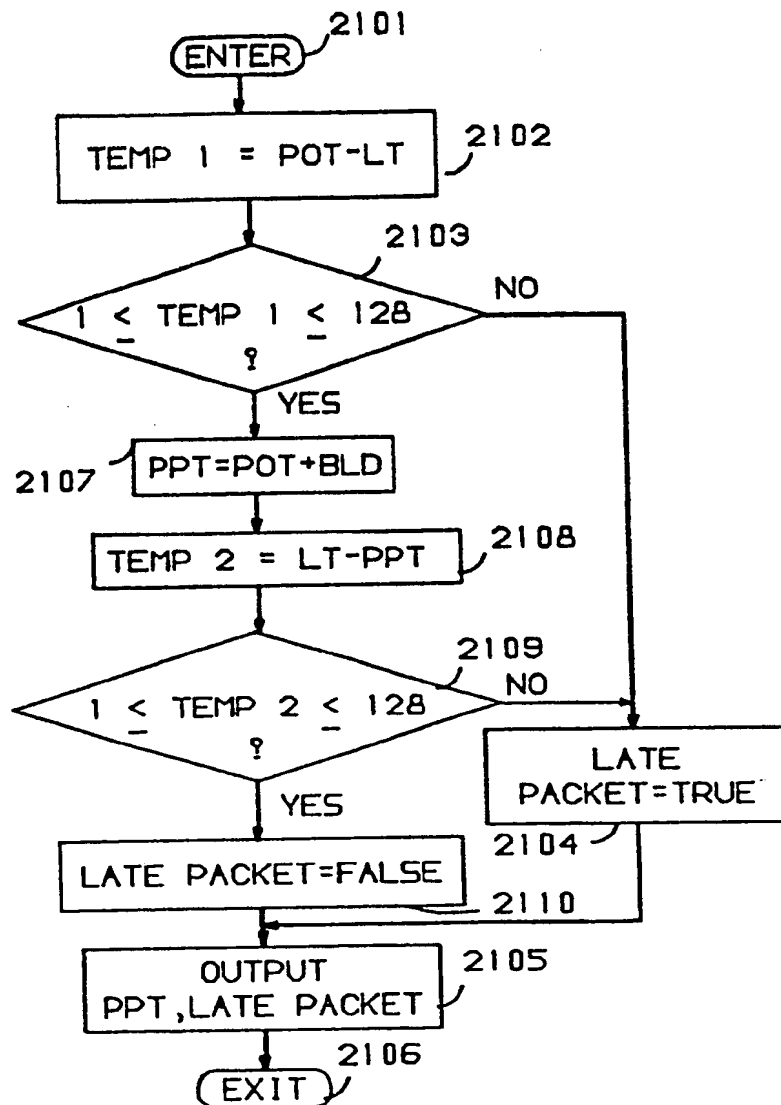 2101
ENTER
TEMP 1 = POT-LT
2102
2103
NO
1 ≤ TEMP 1 ≤ 128
?
YES
2107
PPT=POT+BLD
TEMP 2 = LT-PPT
2108
2109
NO
1 ≤ TEMP 2 ≤ 128
?
YES
LATE
PACKET=TRUE
2104
LATE PACKET=FALSE
2110
OUTPUT
PPT,LATE PACKET
2105
EXIT
2106